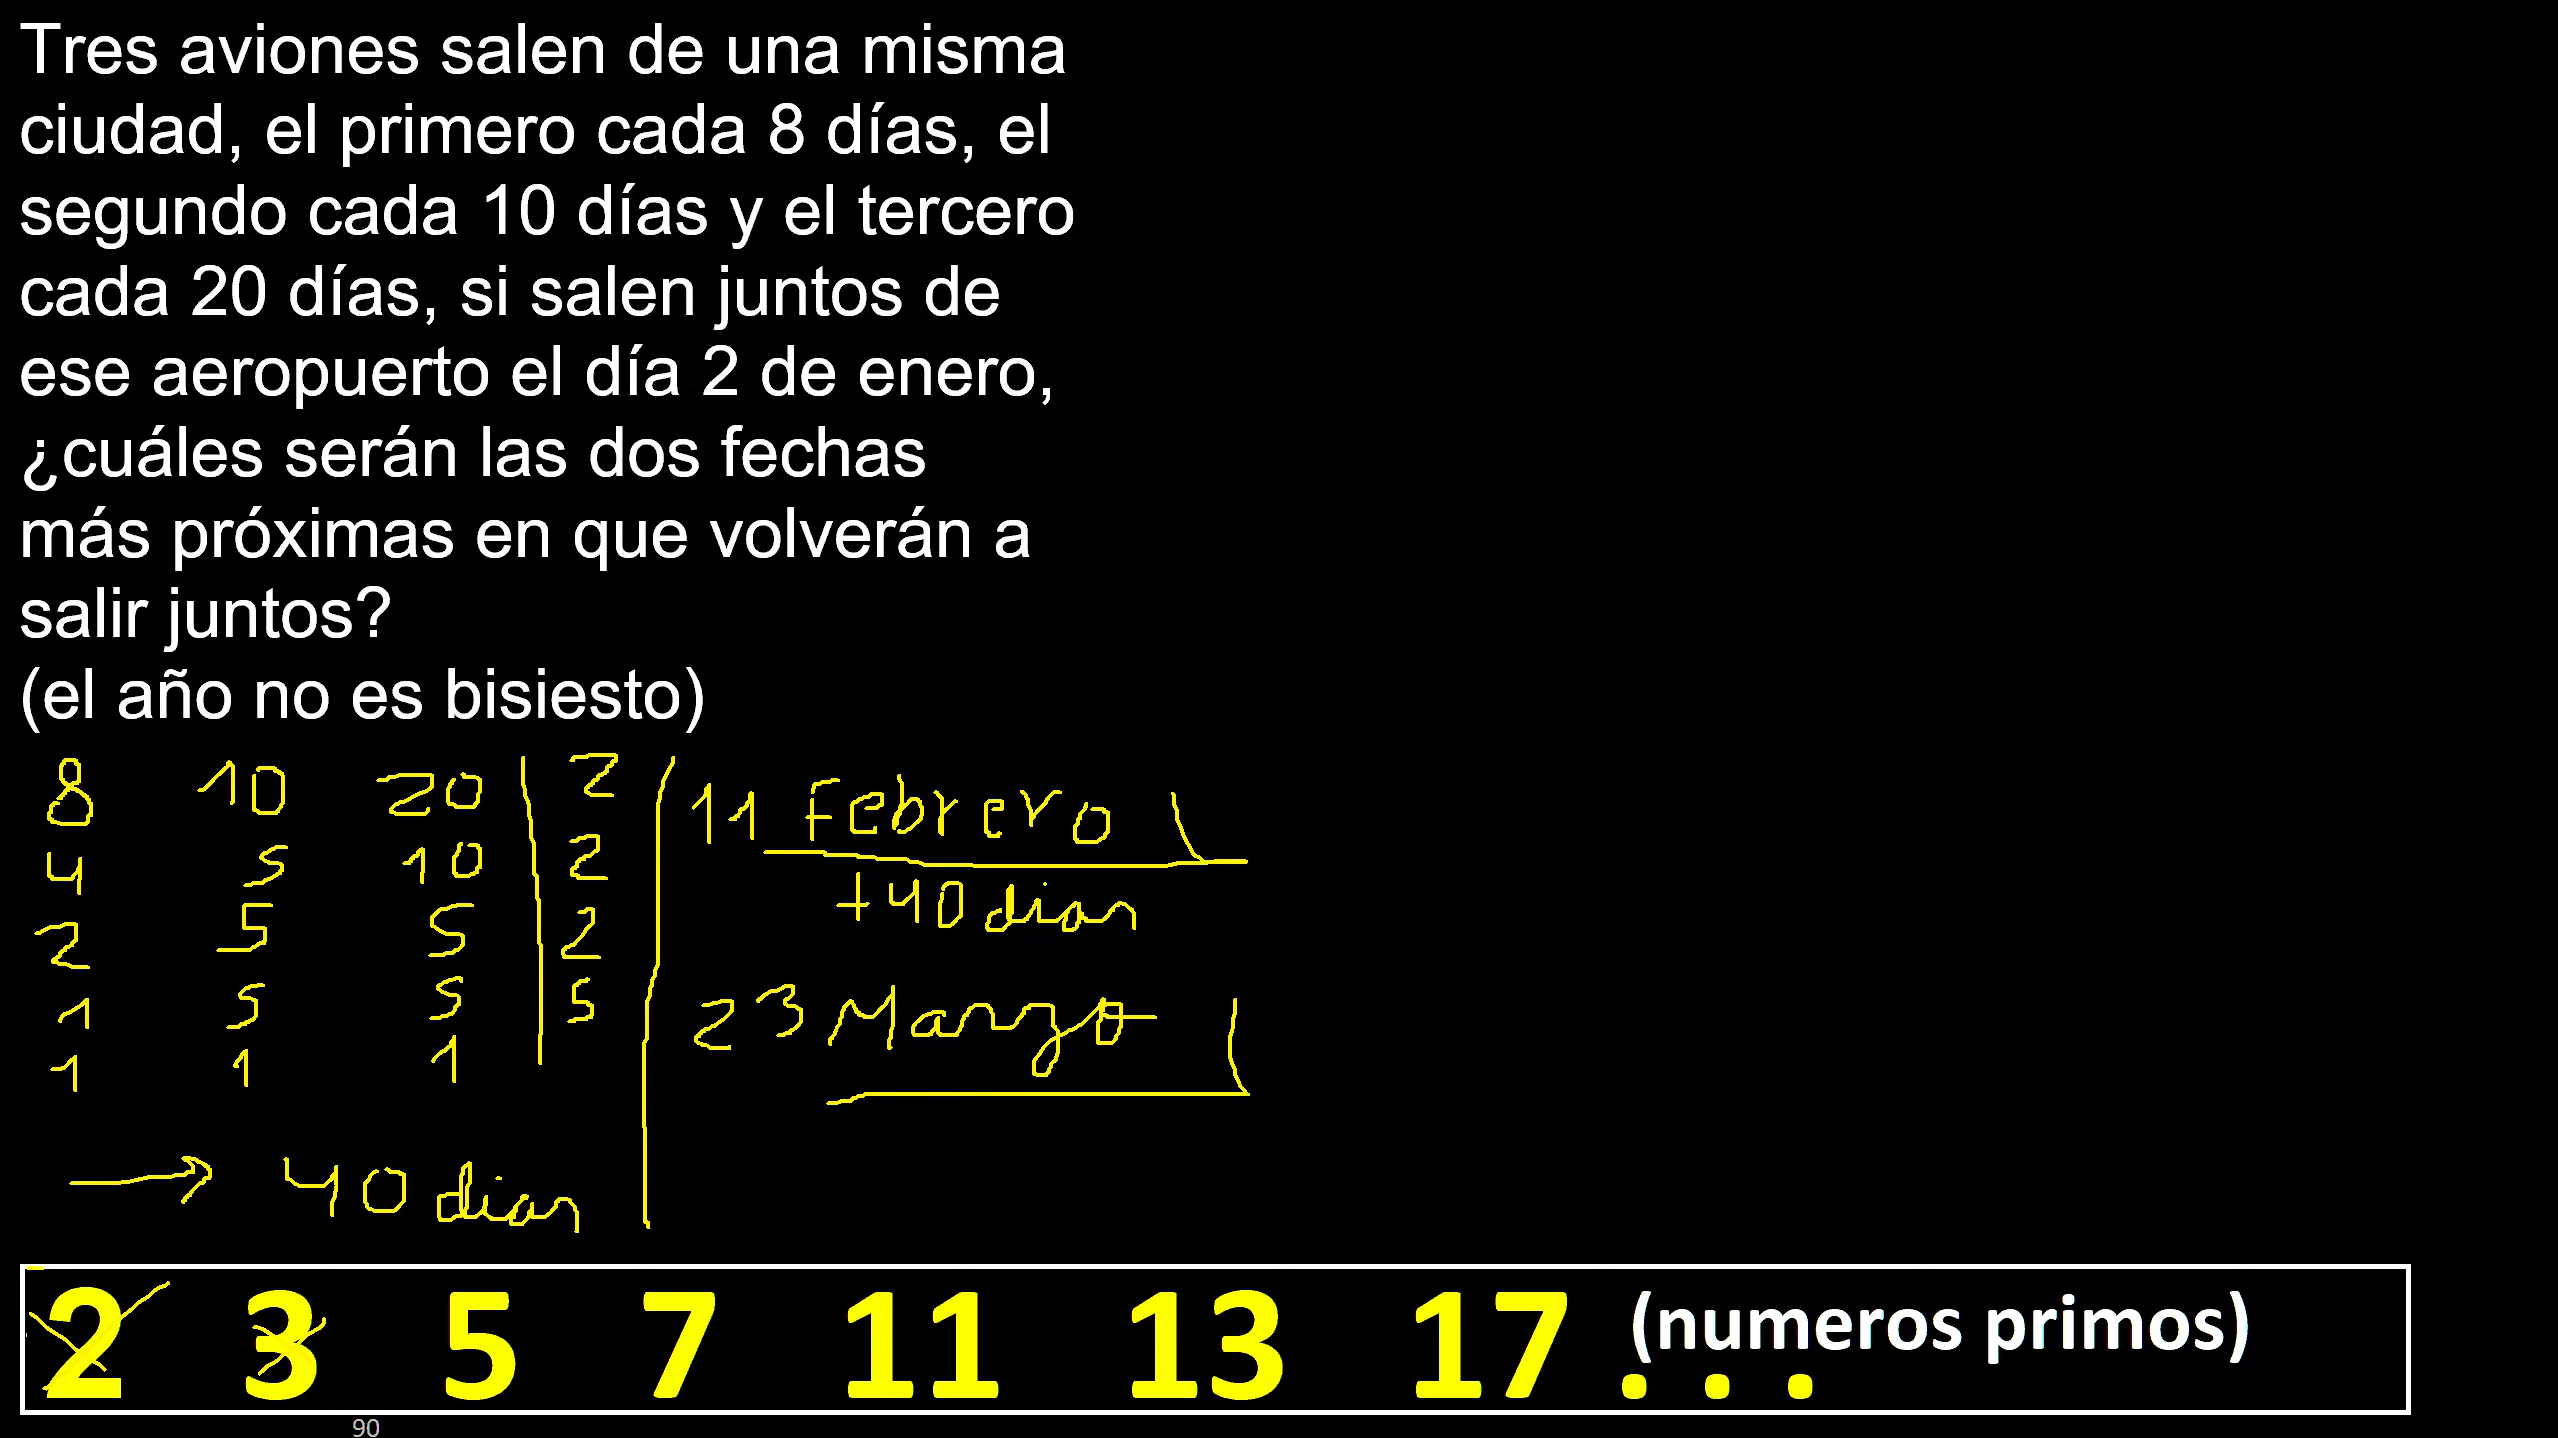 Tres aviones salen de una misma
ciudad, el primero cada 8 días, el
segundo cada 10 días y el tercero
cada 20 días, si salen juntos de
ese aeropuerto el día 2 de enero,
¿cuáles serán las dos fechas
más próximas en que volverán a
salir juntos?
(el año no es bisiesto)
8 10 20 2
4 5 10 2
2 5 5 2
1 5 5 5
1 1 1
→ 40 dias
11 Febrero
+40 dias
23 Marzo
2 3 5 7 11 13 17 ... (numeros primos)
90